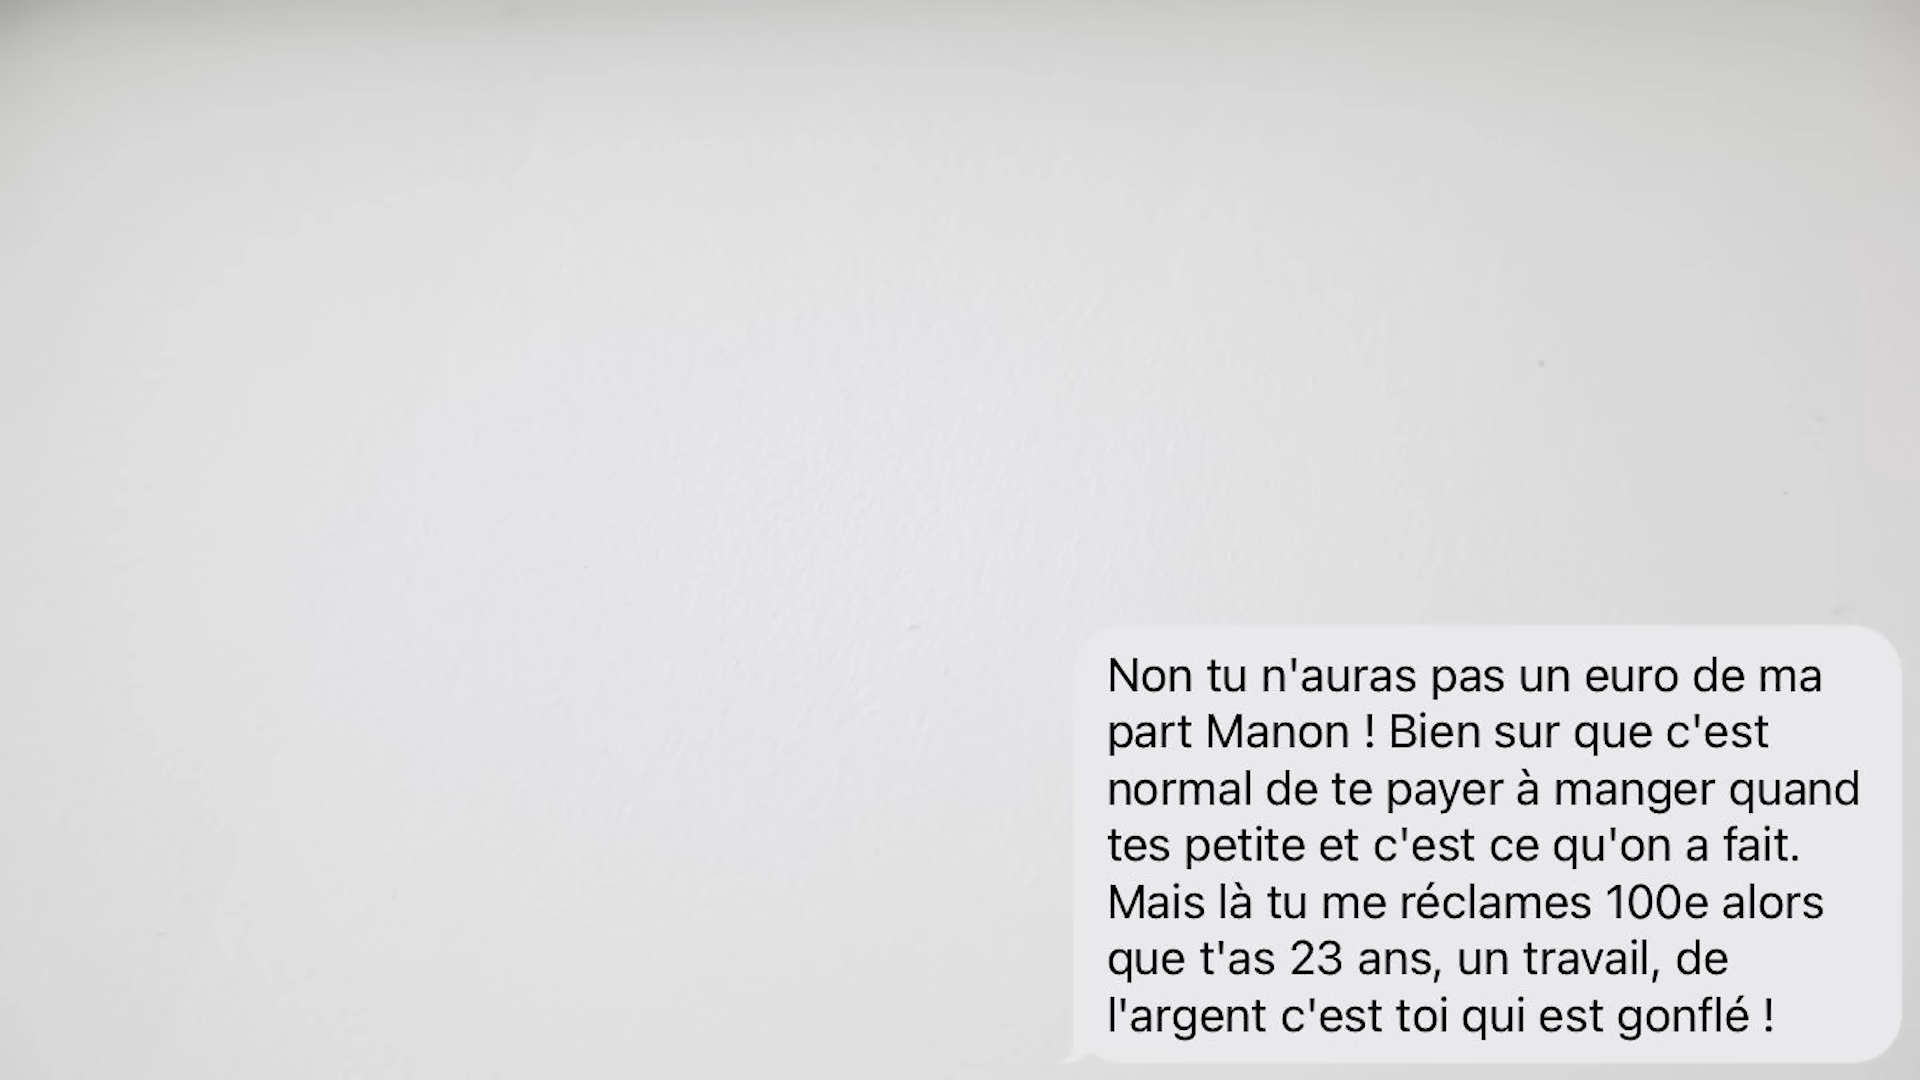 Non tu n'auras pas un euro de ma
part Manon ! Bien sur que c'est
normal de te payer à manger quand
tes petite et c'est ce qu'on a fait.
Mais là tu me réclames 100e alors
que t'as 23 ans, un travail, de
l'argent c'est toi qui est gonflé !